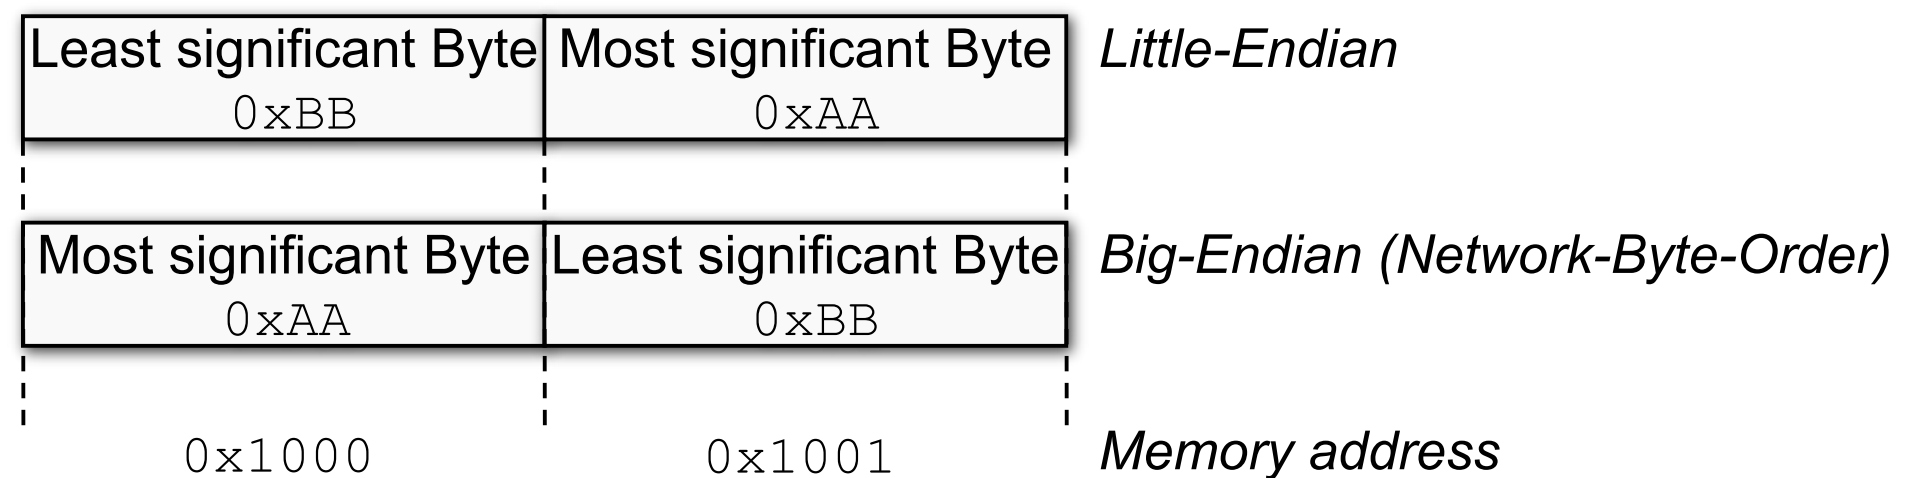 Least significant Byte Most significant Byte Little-Endian
0xBB 0xAA
Most significant Byte Least significant Byte Big-Endian (Network-Byte-Order)
0xAA 0xBB
0x1000 0x1001 Memory address